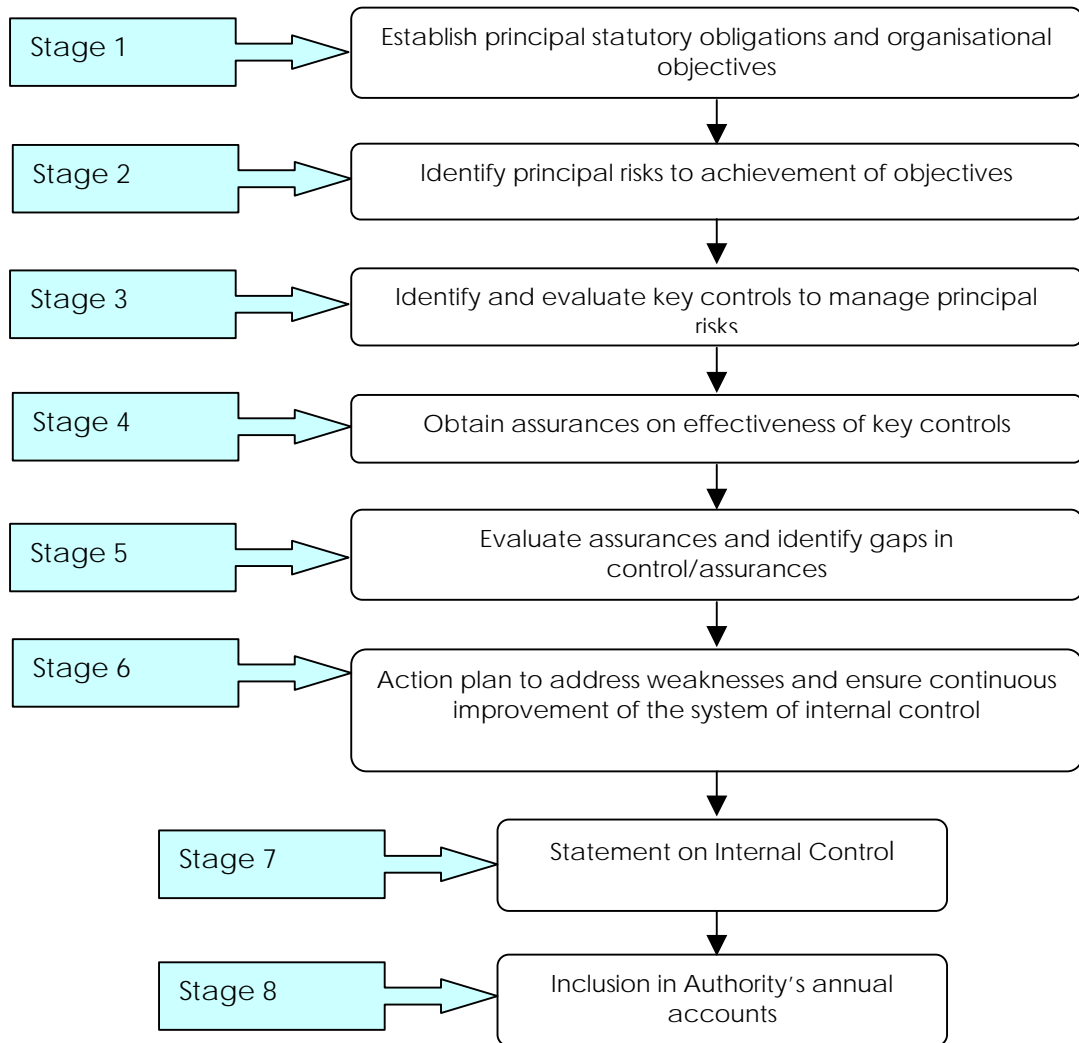 Stage 1
Establish principal statutory obligations and organisational
objectives
Stage 2
Identify principal risks to achievement of objectives
Stage 3
Identify and evaluate key controls to manage principal
risks
Stage 4
Obtain assurances on effectiveness of key controls
Stage 5
Evaluate assurances and identify gaps in
control/assurances
Stage 6
Action plan to address weaknesses and ensure continuous
improvement of the system of internal control
Stage 7
Statement on Internal Control
Stage 8
Inclusion in Authority's annual
accounts